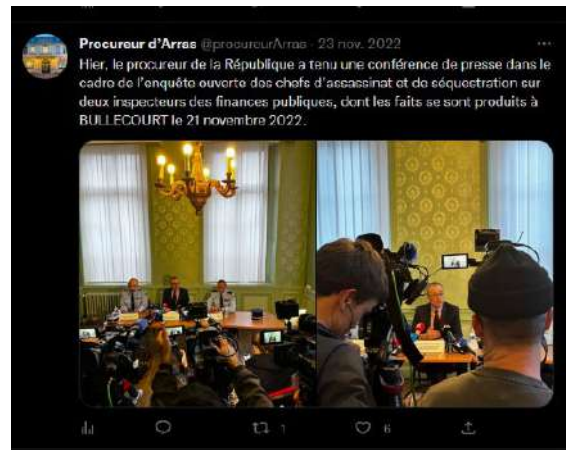 Procureur d'Arras @procureurArras · 23 nov. 2022
Hier, le procureur de la République a tenu une conférence de presse dans le
cadre de l'enquête ouverte des chefs d'assassinat et de séquestration sur
deux inspecteurs des finances publiques, dont les faits se sont produits à
BULLECOURT le 21 novembre 2022.
1
6